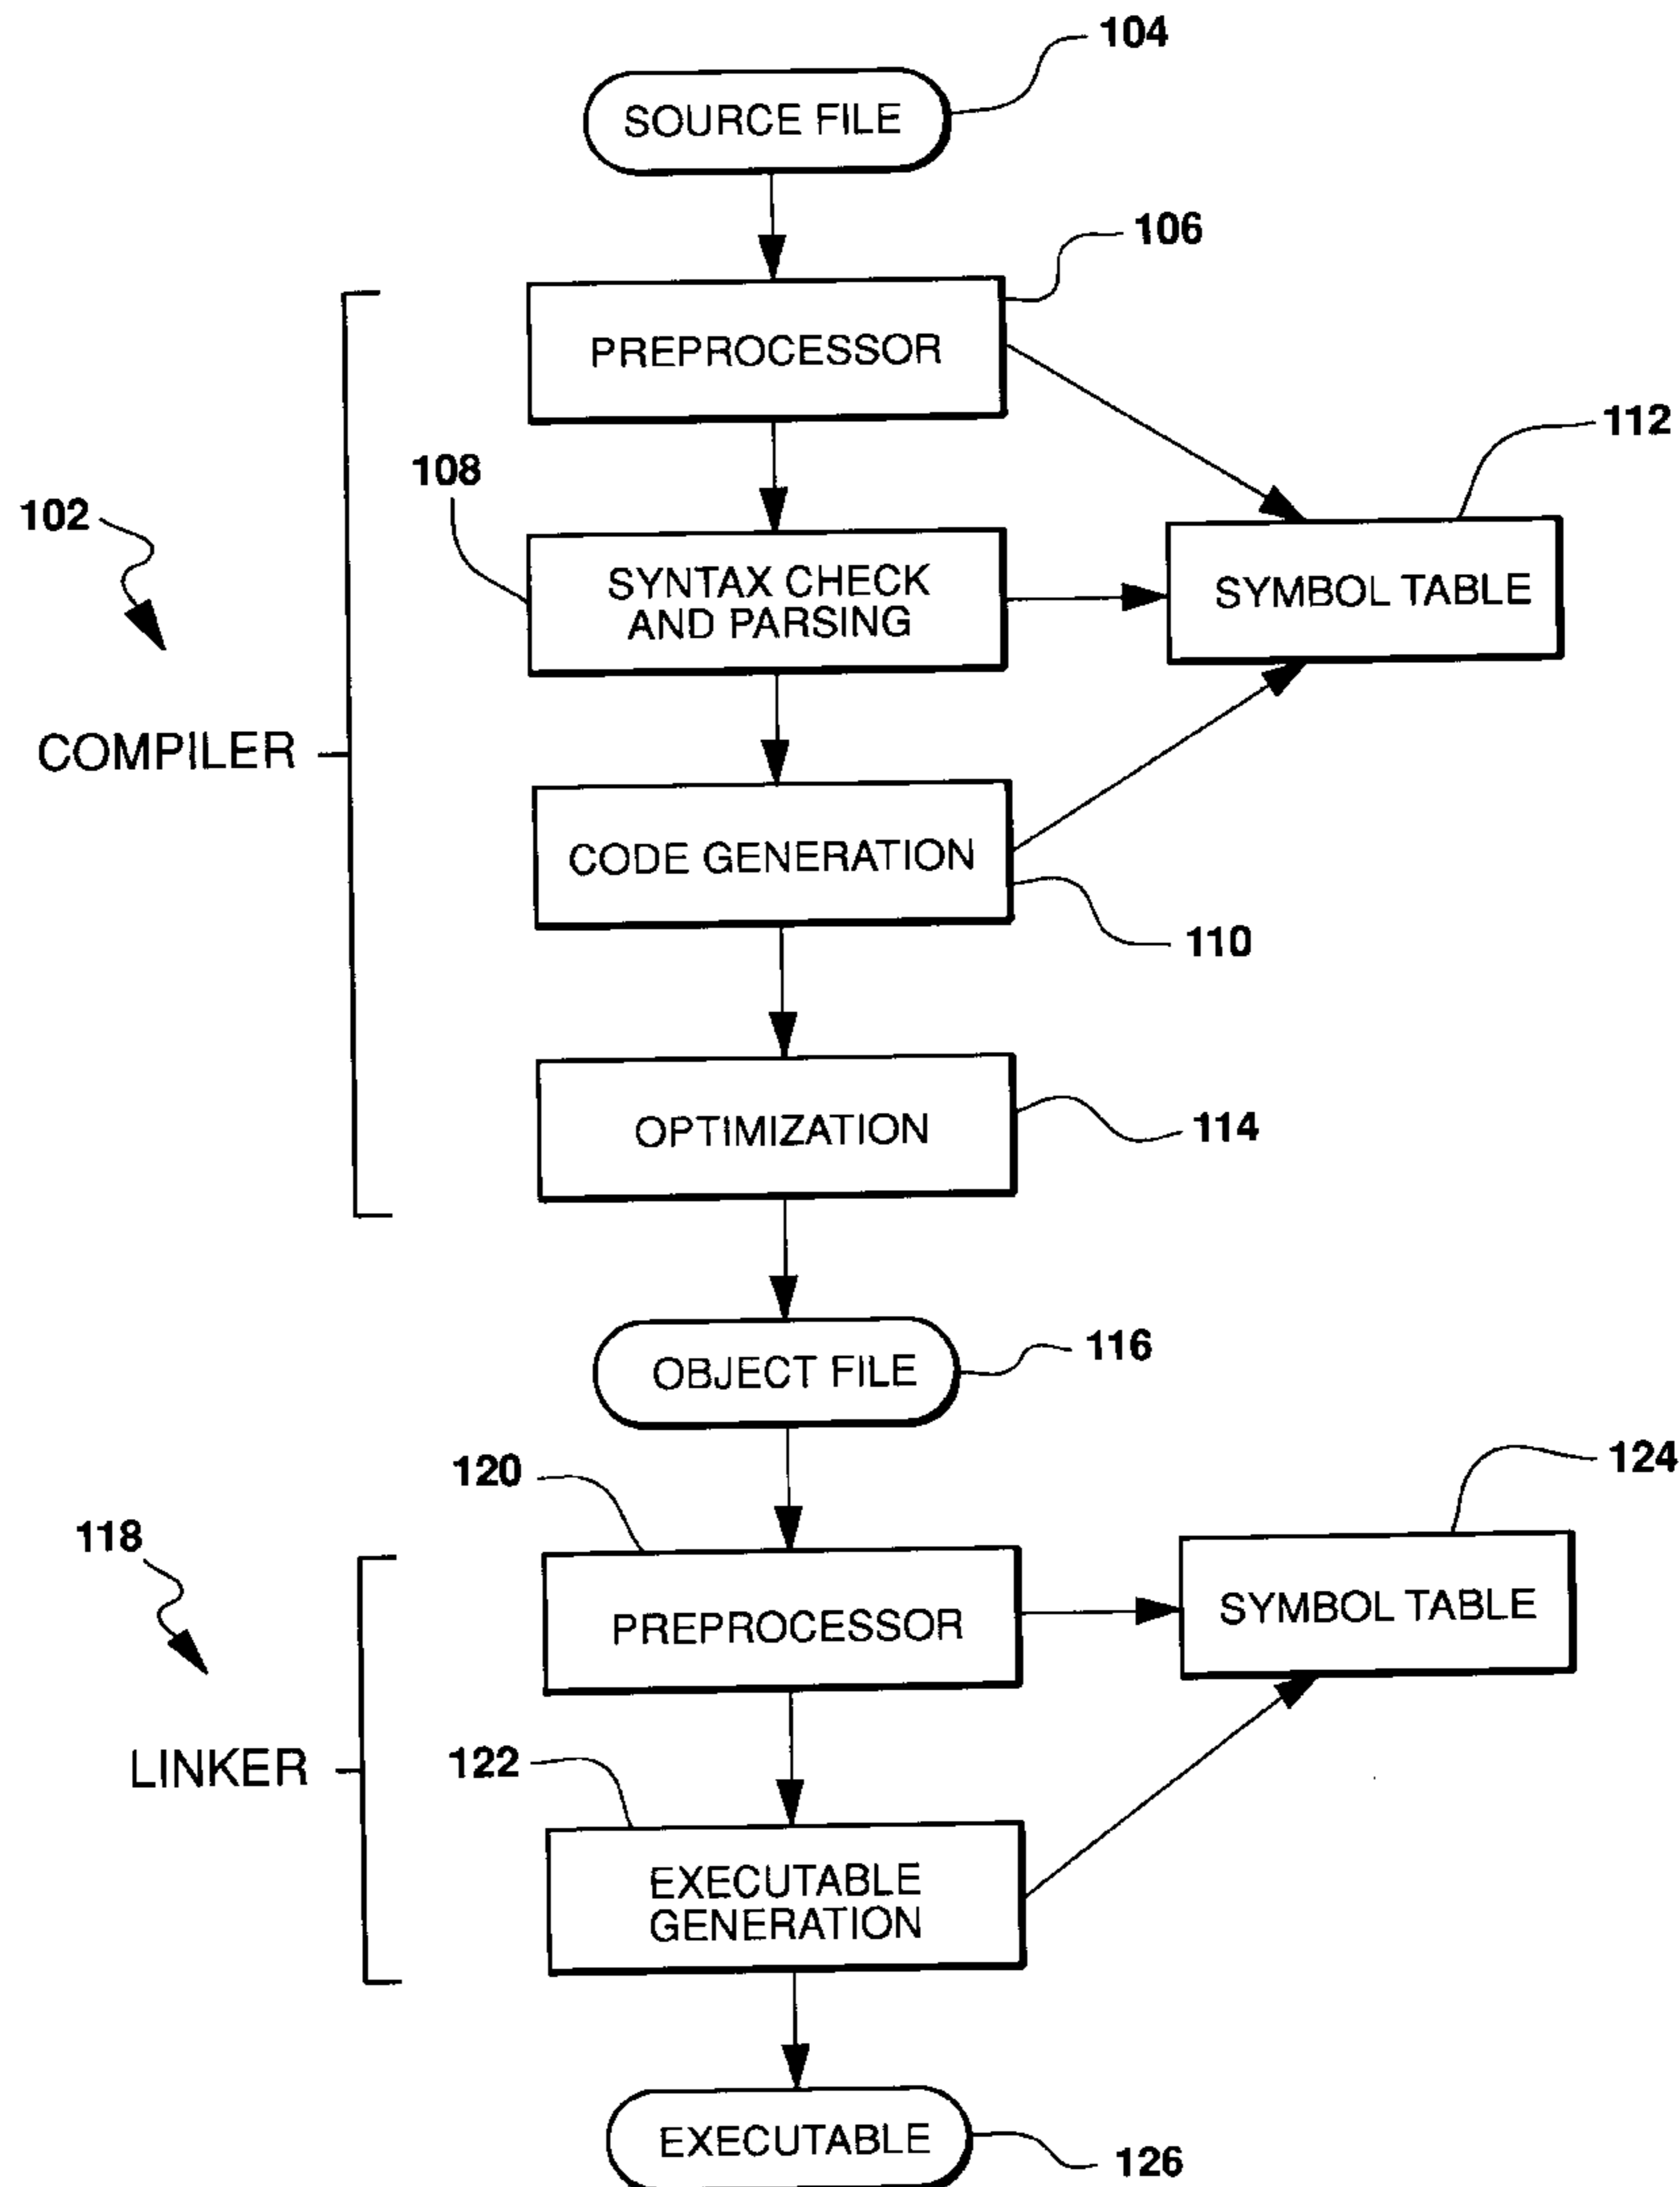 104
SOURCE FILE
106
PREPROCESSOR
112
108
102
SYNTAX CHECK
AND PARSING
SYMBOL TABLE
COMPILER
CODE GENERATION
110
OPTIMIZATION
114
OBJECT FILE
116
120
124
118
PREPROCESSOR
SYMBOL TABLE
LINKER
122
EXECUTABLE
GENERATION
EXECUTABLE
126